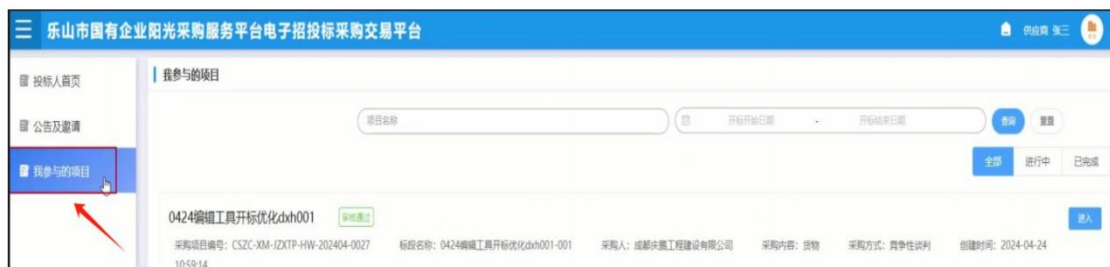 乐山市国有企业阳光采购服务平台电子招投标采购交易平台
供应商 张三
投标人首页
公告及邀请
我参与的项目
我参与的项目
项目名称
开标开始日期 - 开标结束日期
查询 重置
全部 进行中 已完成
0424编辑工具开标优化dxh001 审核通过
进入
采购项目编号：CSZC-XM-JZXTP-HW-202404-0027 标段名称：0424编辑工具开标优化dxh001-001 采购人：成都庆鹏工程建设有限公司 采购内容：货物 采购方式：竞争性谈判 创建时间：2024-04-24
10:59:14